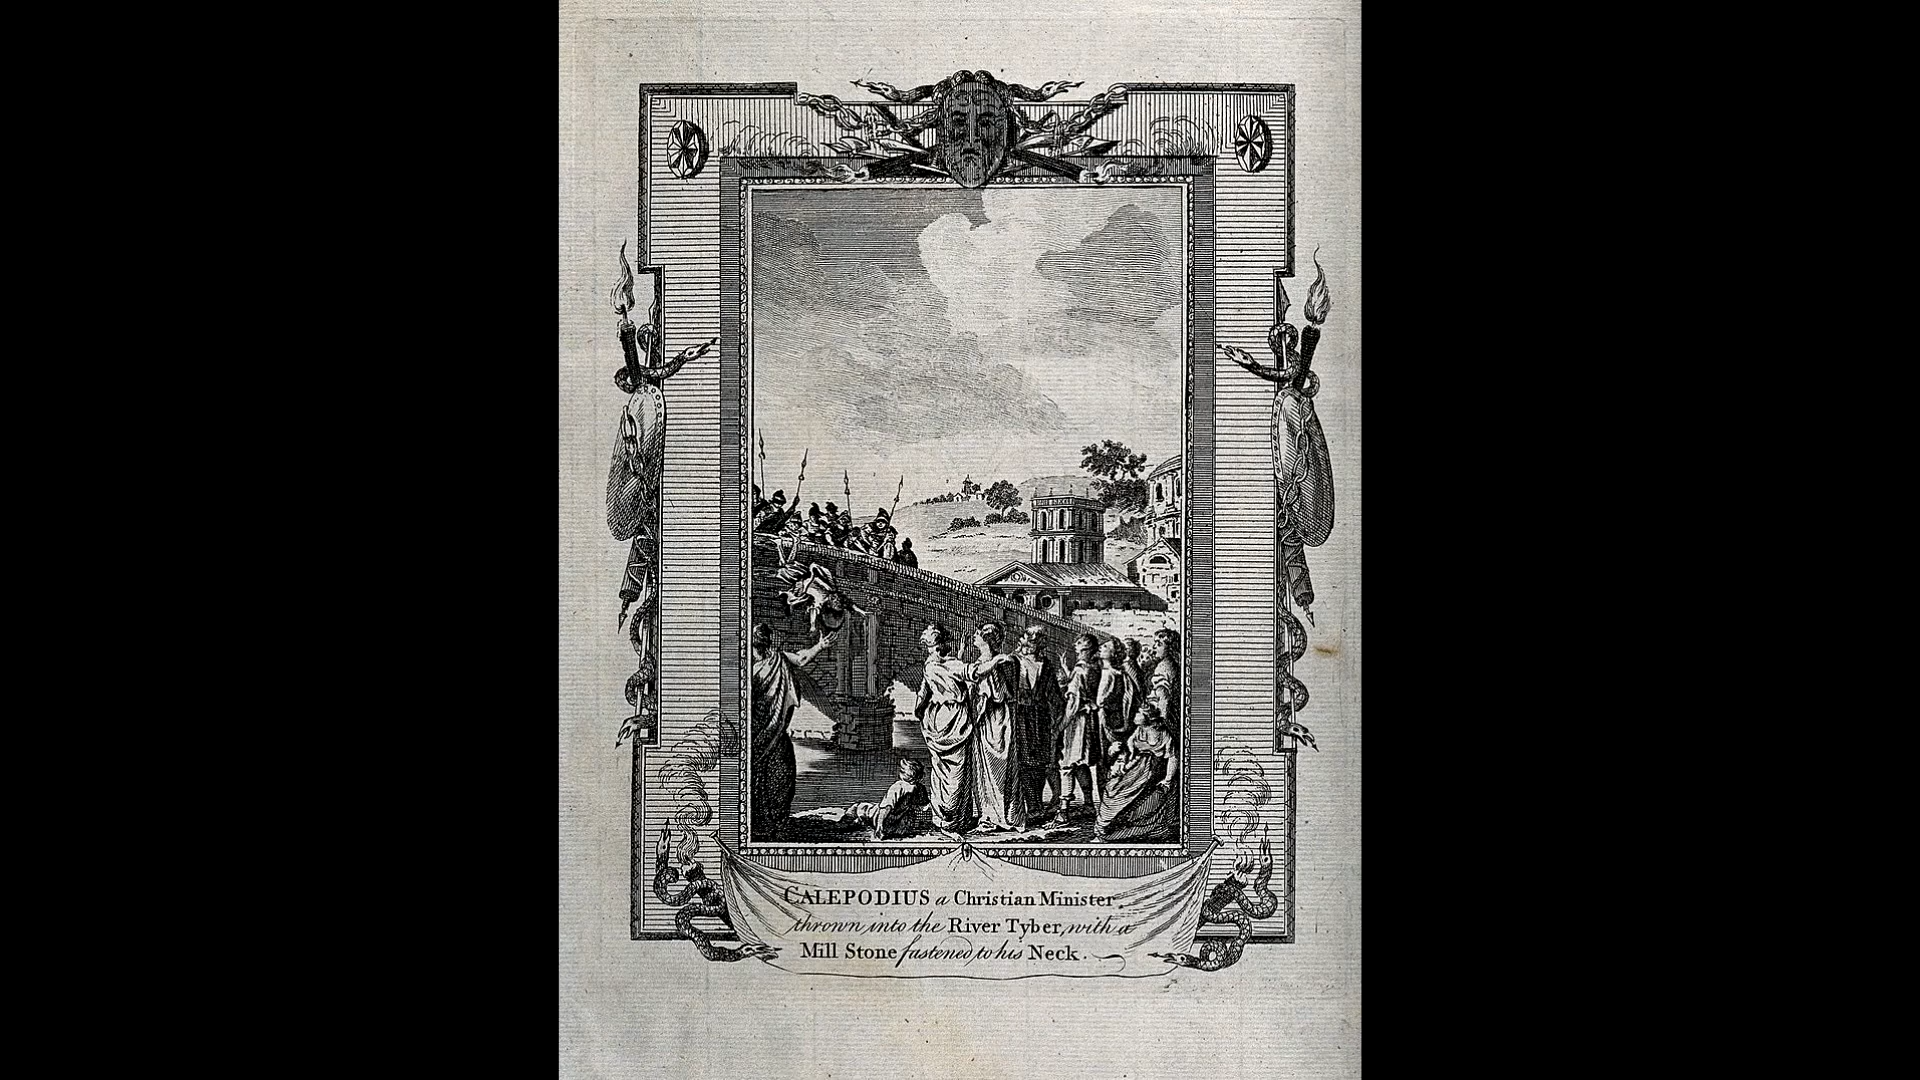 CALEPODIUS a Christian Minister.
thrown into the River Tyber, with a
Mill Stone fastened to his Neck.